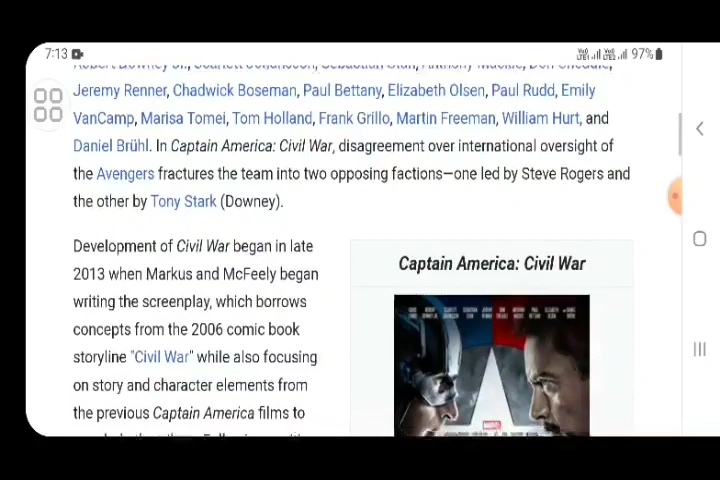 7:13
97%
Jeremy Renner, Chadwick Boseman, Paul Bettany, Elizabeth Olsen, Paul Rudd, Emily
VanCamp, Marisa Tomei, Tom Holland, Frank Grillo, Martin Freeman, William Hurt, and
Daniel Brühl. In Captain America: Civil War, disagreement over international oversight of
the Avengers fractures the team into two opposing factions—one led by Steve Rogers and
the other by Tony Stark (Downey).
Development of Civil War began in late
2013 when Markus and McFeely began
writing the screenplay, which borrows
concepts from the 2006 comic book
storyline "Civil War" while also focusing
on story and character elements from
the previous Captain America films to
Captain America: Civil War
MARVEL